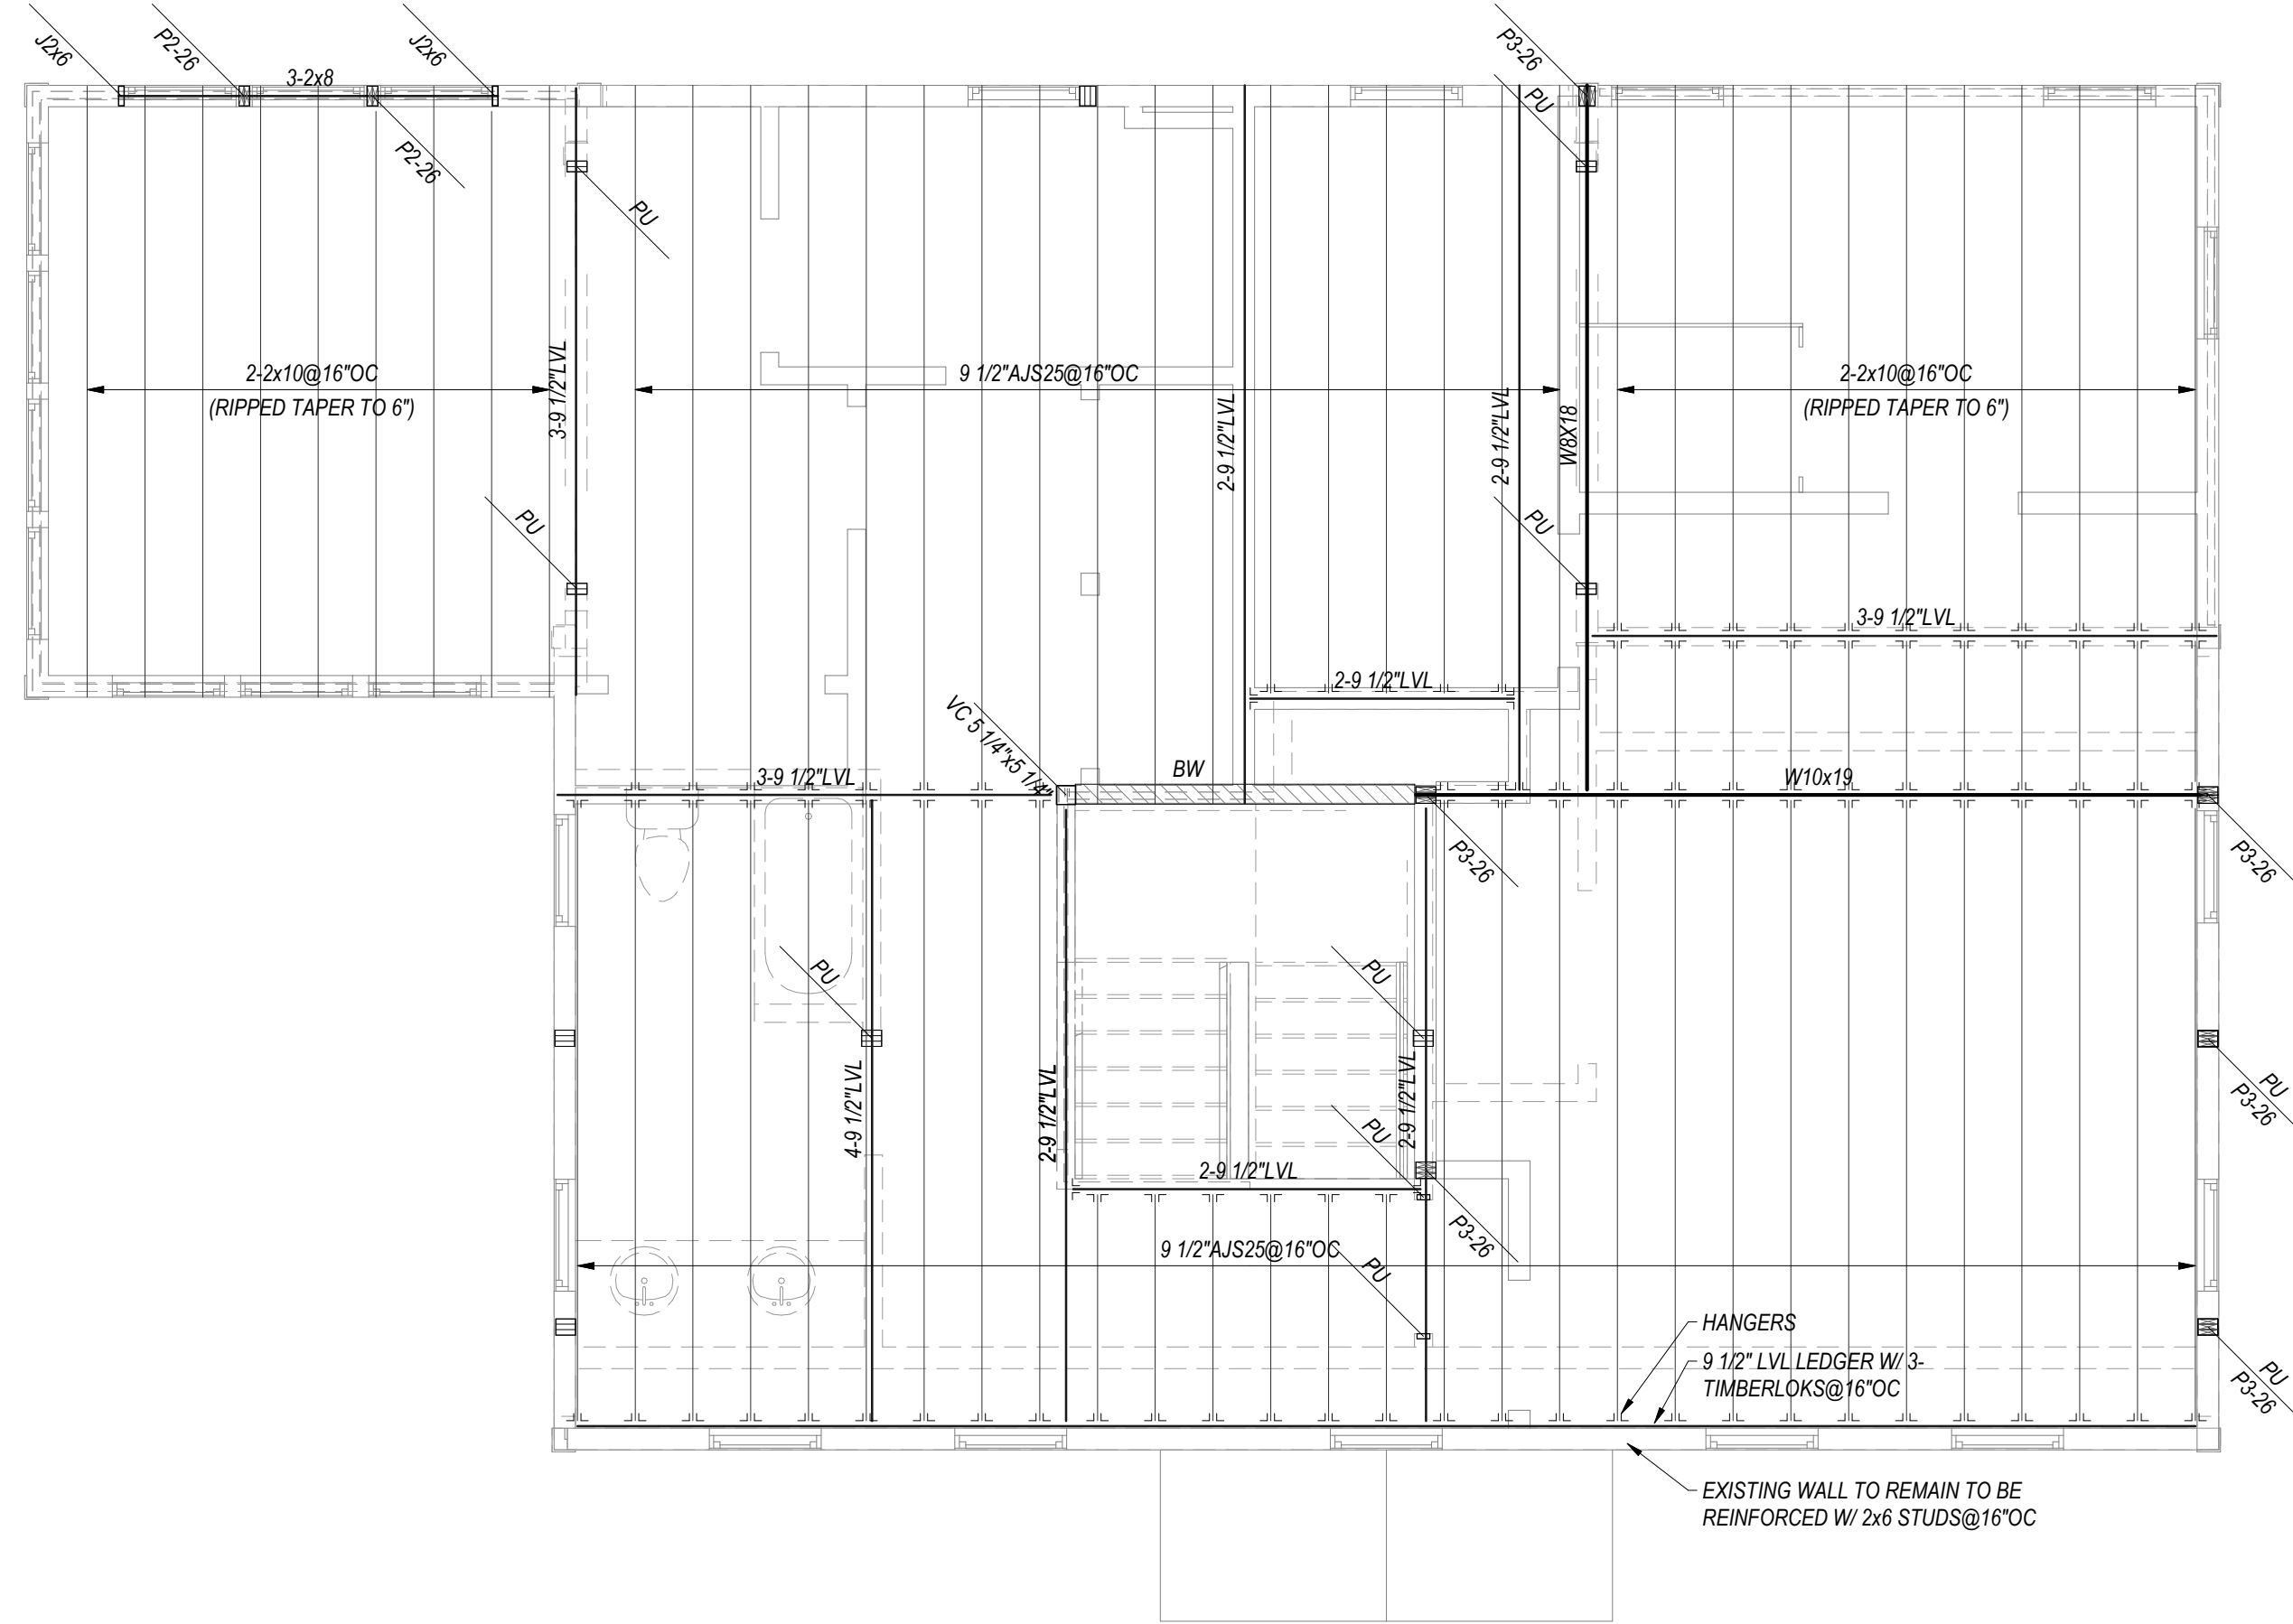 J2x6
P2-26
3-2x8
J2x6
P2-26
P3-26
PU
PU
2-2x10@16"OC
(RIPPED TAPER TO 6")
3-9 1/2"LVL
PU
9 1/2"AJS25@16"OC
2-9 1/2"LVL
2-9 1/2"LVL
W8X18
PU
2-2x10@16"OC
(RIPPED TAPER TO 6")
3-9 1/2"LVL
2-9 1/2"LVL
VC 5 1/4"x5 1/4"
3-9 1/2"LVL
BW
W10x19
P3-26
P3-26
PU
PU
4-9 1/2"LVL
2-9 1/2"LVL
2-9 1/2"LVL
PU
PU
P3-26
2-9 1/2"LVL
P3-26
9 1/2"AJS25@16"OC
PU
HANGERS
9 1/2" LVL LEDGER W/ 3-
TIMBERLOKS@16"OC
PU
P3-26
EXISTING WALL TO REMAIN TO BE
REINFORCED W/ 2x6 STUDS@16"OC